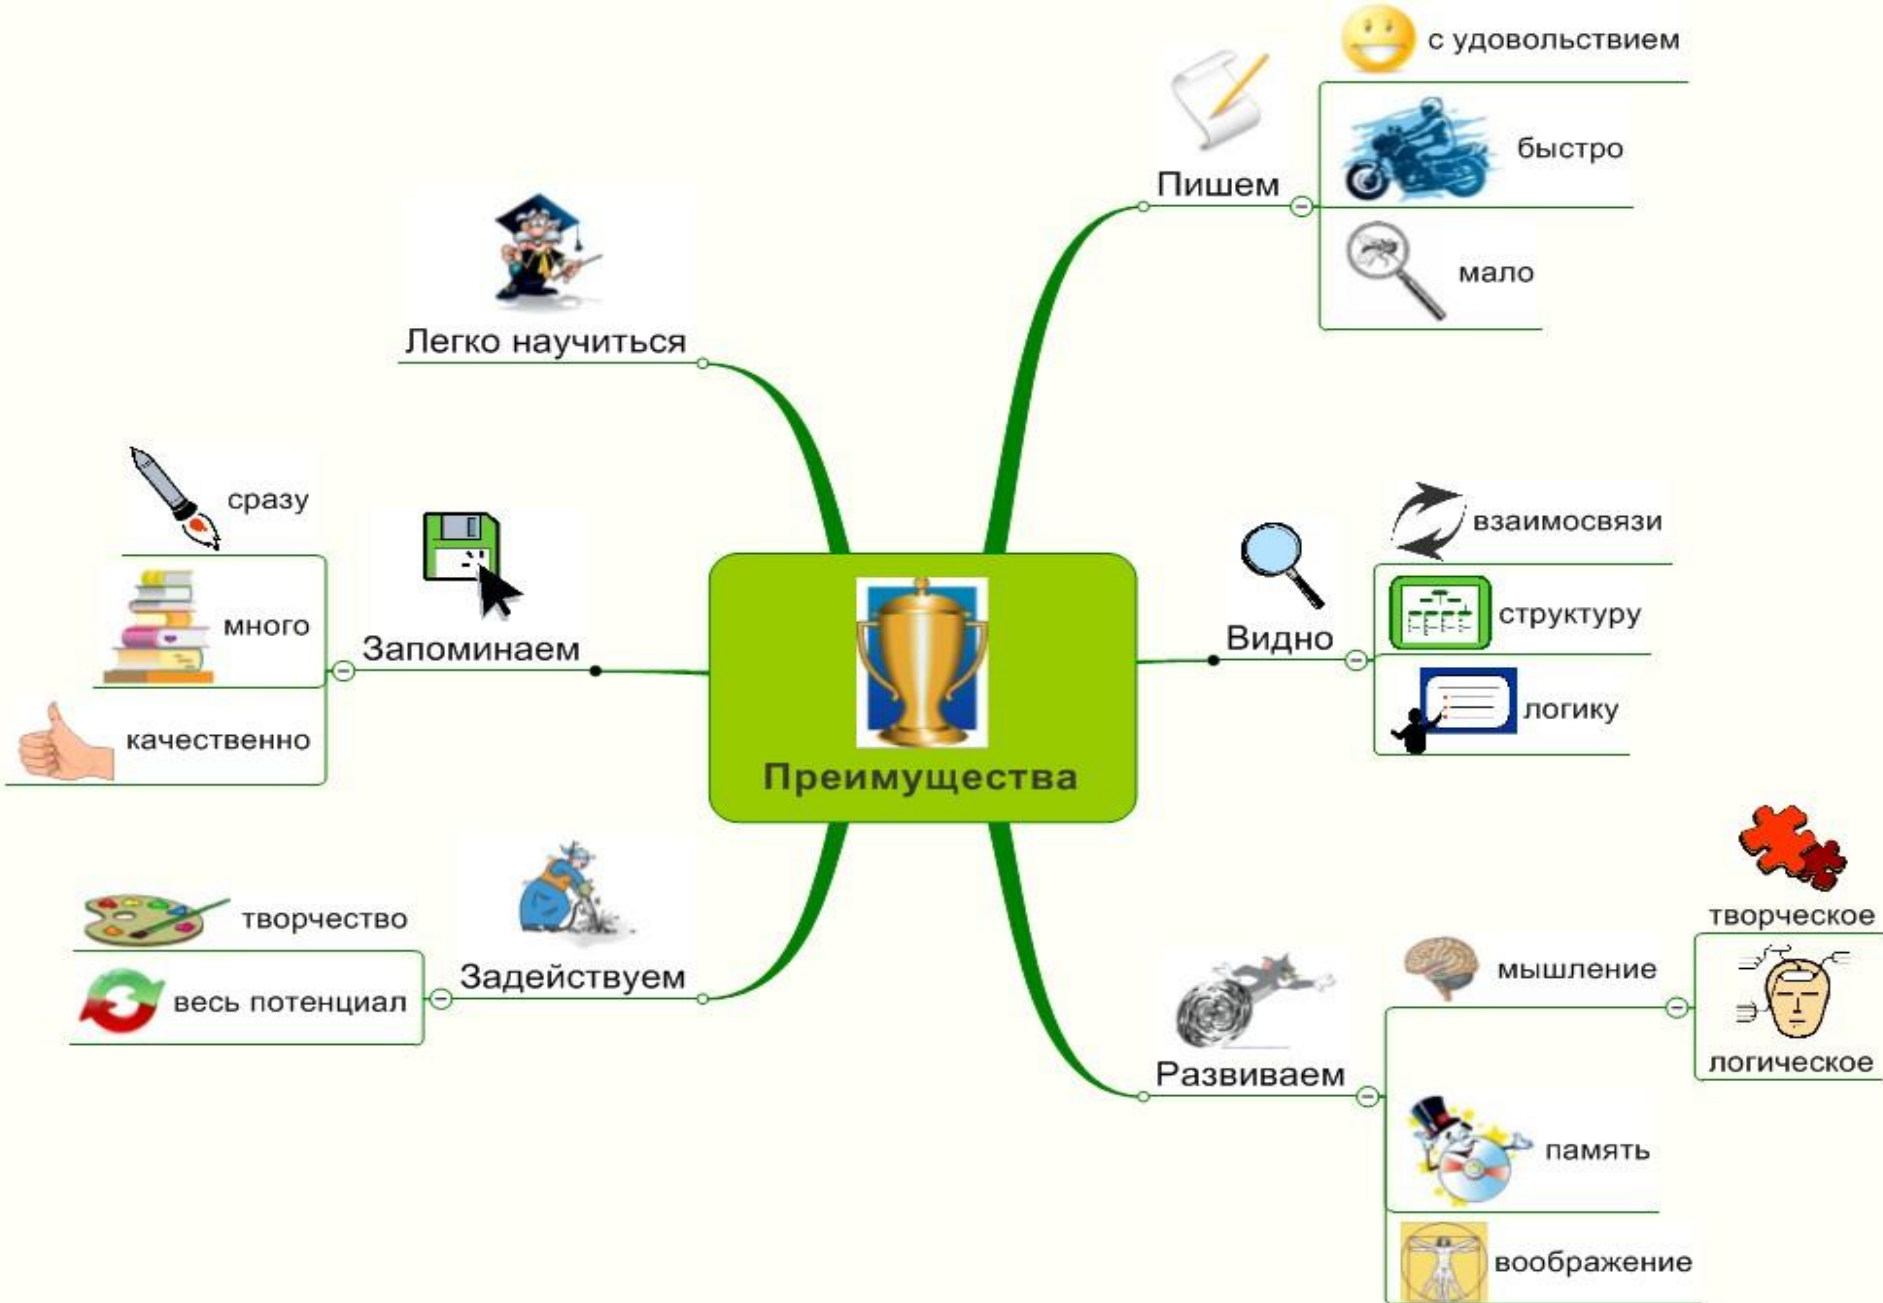 с удовольствием
быстро
Пишем
мало
Легко научиться
сразу
много
Запоминаем
качественно
взаимосвязи
Видно
структуру
логику
Преимущества
творчество
Задействуем
весь потенциал
творческое
мышление
логическое
Развиваем
память
воображение